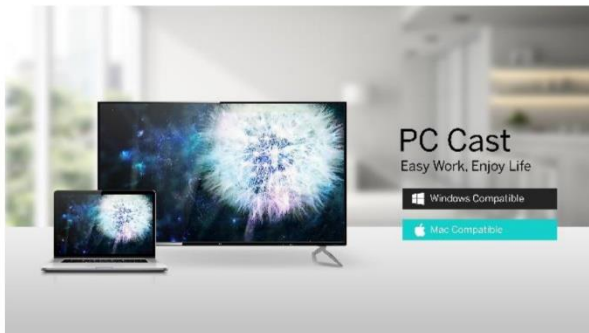 PC Cast
Easy Work, Enjoy Life
Windows Compatible
Mac Compatible